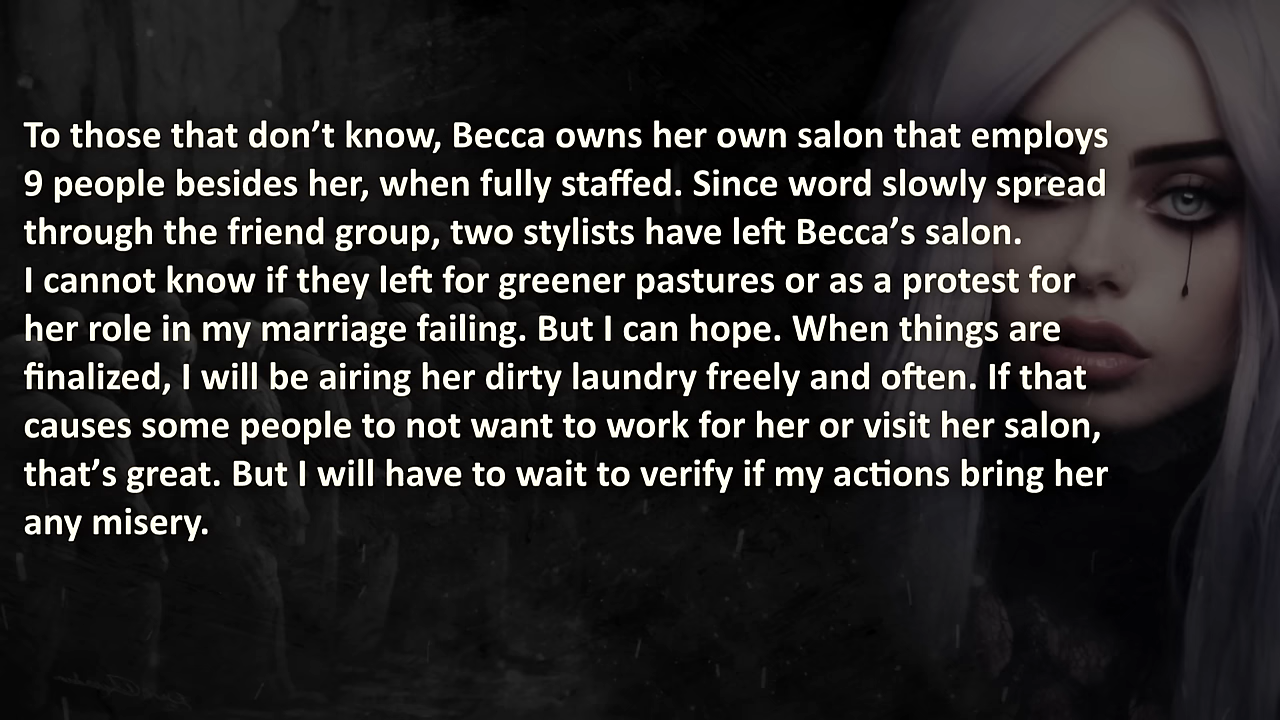 To those that don’t know, Becca owns her own salon that employs
9 people besides her, when fully staffed. Since word slowly spread
through the friend group, two stylists have left Becca’s salon.
I cannot know if they left for greener pastures or as a protest for
her role in my marriage failing. But I can hope. When things are
finalized, I will be airing her dirty laundry freely and often. If that
causes some people to not want to work for her or visit her salon,
that’s great. But I will have to wait to verify if my actions bring her
any misery.